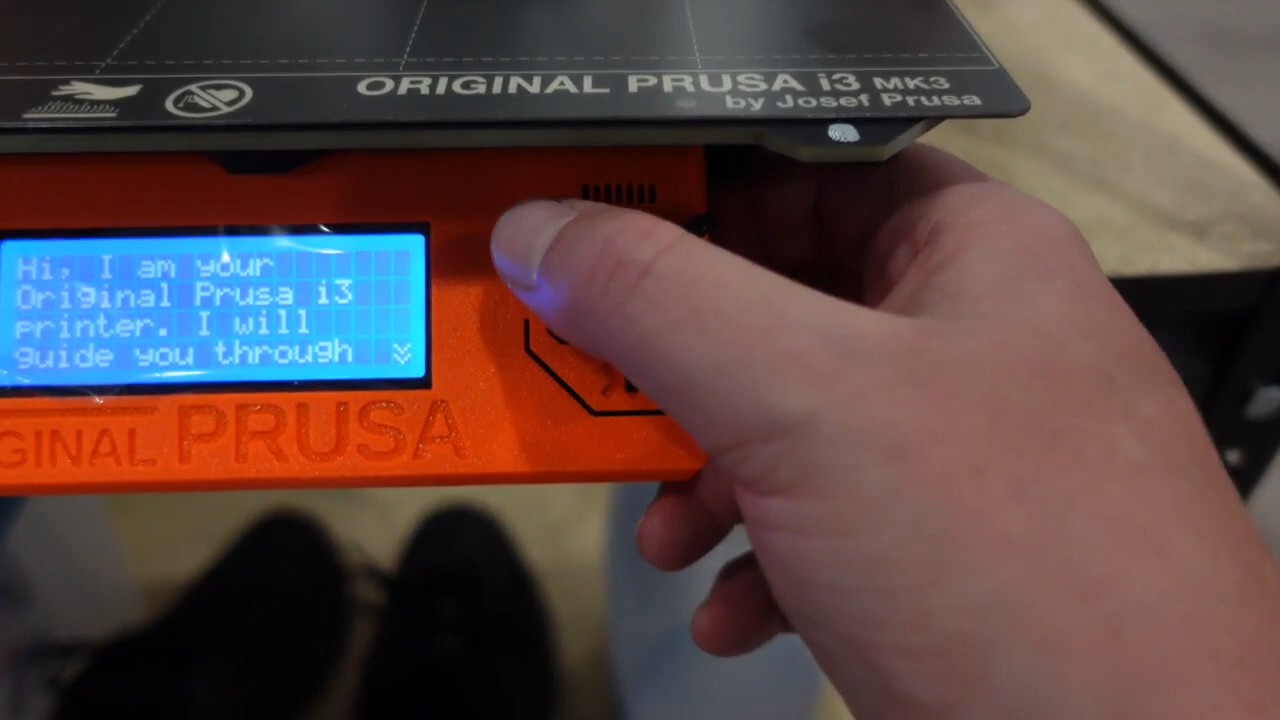 ORIGINAL PRUSA i3 MK3
by Josef Prusa
Hi, I am your
Original Prusa i3
printer. I will
guide you through
GINAL PRUSA